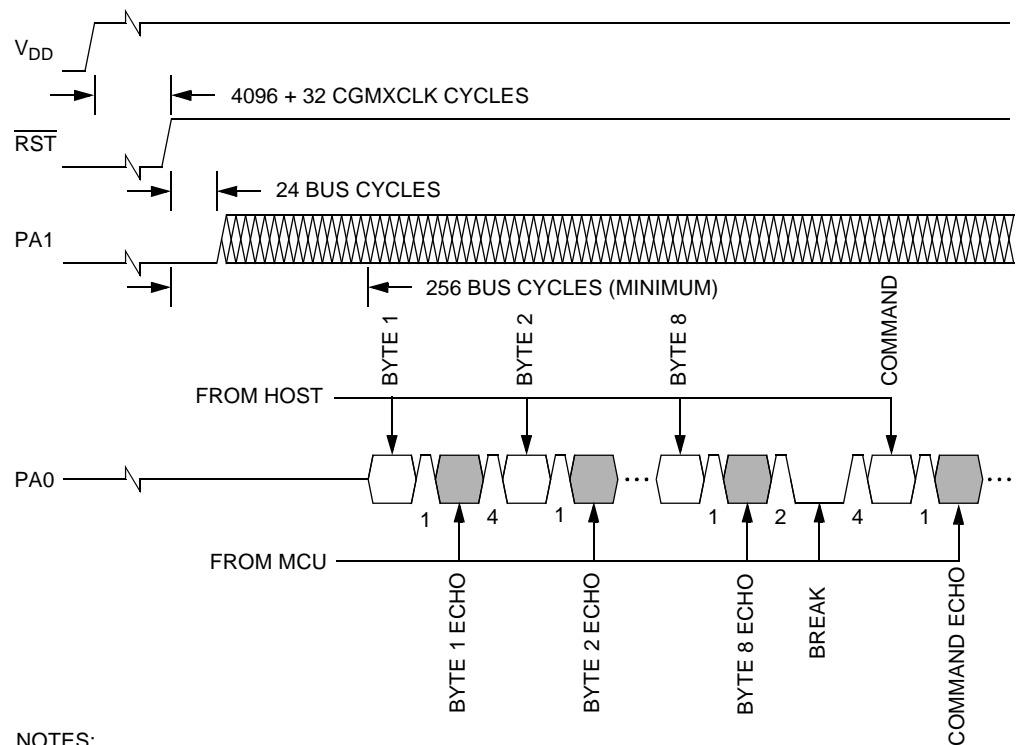 VDD
4096 + 32 CGMXCLK CYCLES
RST
24 BUS CYCLES
PA1
256 BUS CYCLES (MINIMUM)
BYTE 1
BYTE 2
BYTE 8
COMMAND
FROM HOST
PA0
1
4
1
1
2
4
1
FROM MCU
BYTE 1 ECHO
BYTE 2 ECHO
BYTE 8 ECHO
BREAK
COMMAND ECHO
NOTES: